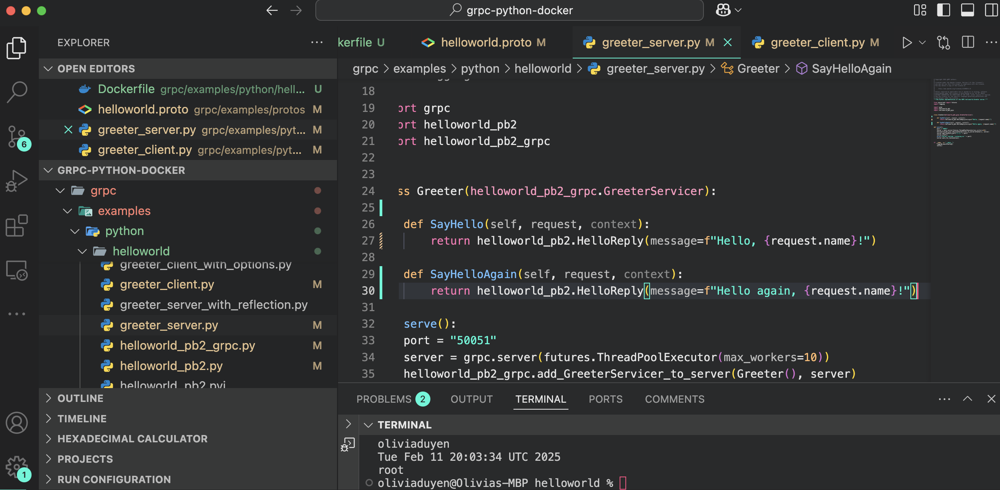 grpc-python-docker
EXPLORER
kerfile U
helloworld.proto M
greeter_server.py M
greeter_client.py M
OPEN EDITORS
Dockerfile grpc/examples/python/hell... U
helloworld.proto grpc/examples/protos M
greeter_server.py grpc/examples/pyt... M
greeter_client.py grpc/examples/pyt... M
GRPC-PYTHON-DOCKER
grpc
examples
python
helloworld
greeter_client_with_options.py
greeter_client.py M
greeter_server_with_reflection.py
greeter_server.py M
helloworld_pb2_grpc.py M
helloworld_pb2.py M
helloworld_pb2.pyi
OUTLINE
TIMELINE
HEXADECIMAL CALCULATOR
PROJECTS
RUN CONFIGURATION
6
1
grpc > examples > python > helloworld > greeter_server.py > Greeter > SayHelloAgain
18
19 ort grpc
20 ort helloworld_pb2
21 ort helloworld_pb2_grpc
22
23
24 ss Greeter(helloworld_pb2_grpc.GreeterServicer):
25
26 def SayHello(self, request, context):
27 return helloworld_pb2.HelloReply(message=f"Hello, {request.name}!")
28
29 def SayHelloAgain(self, request, context):
30 return helloworld_pb2.HelloReply(message=f"Hello again, {request.name}!")
31
32 serve():
33 port = "50051"
34 server = grpc.server(futures.ThreadPoolExecutor(max_workers=10))
35 helloworld_pb2_grpc.add_GreeterServicer_to_server(Greeter(), server)
PROBLEMS 2 OUTPUT TERMINAL PORTS COMMENTS
TERMINAL
oliviaduyen
Tue Feb 11 20:03:34 UTC 2025
root
oliviaduyen@Olivias-MBP helloworld %